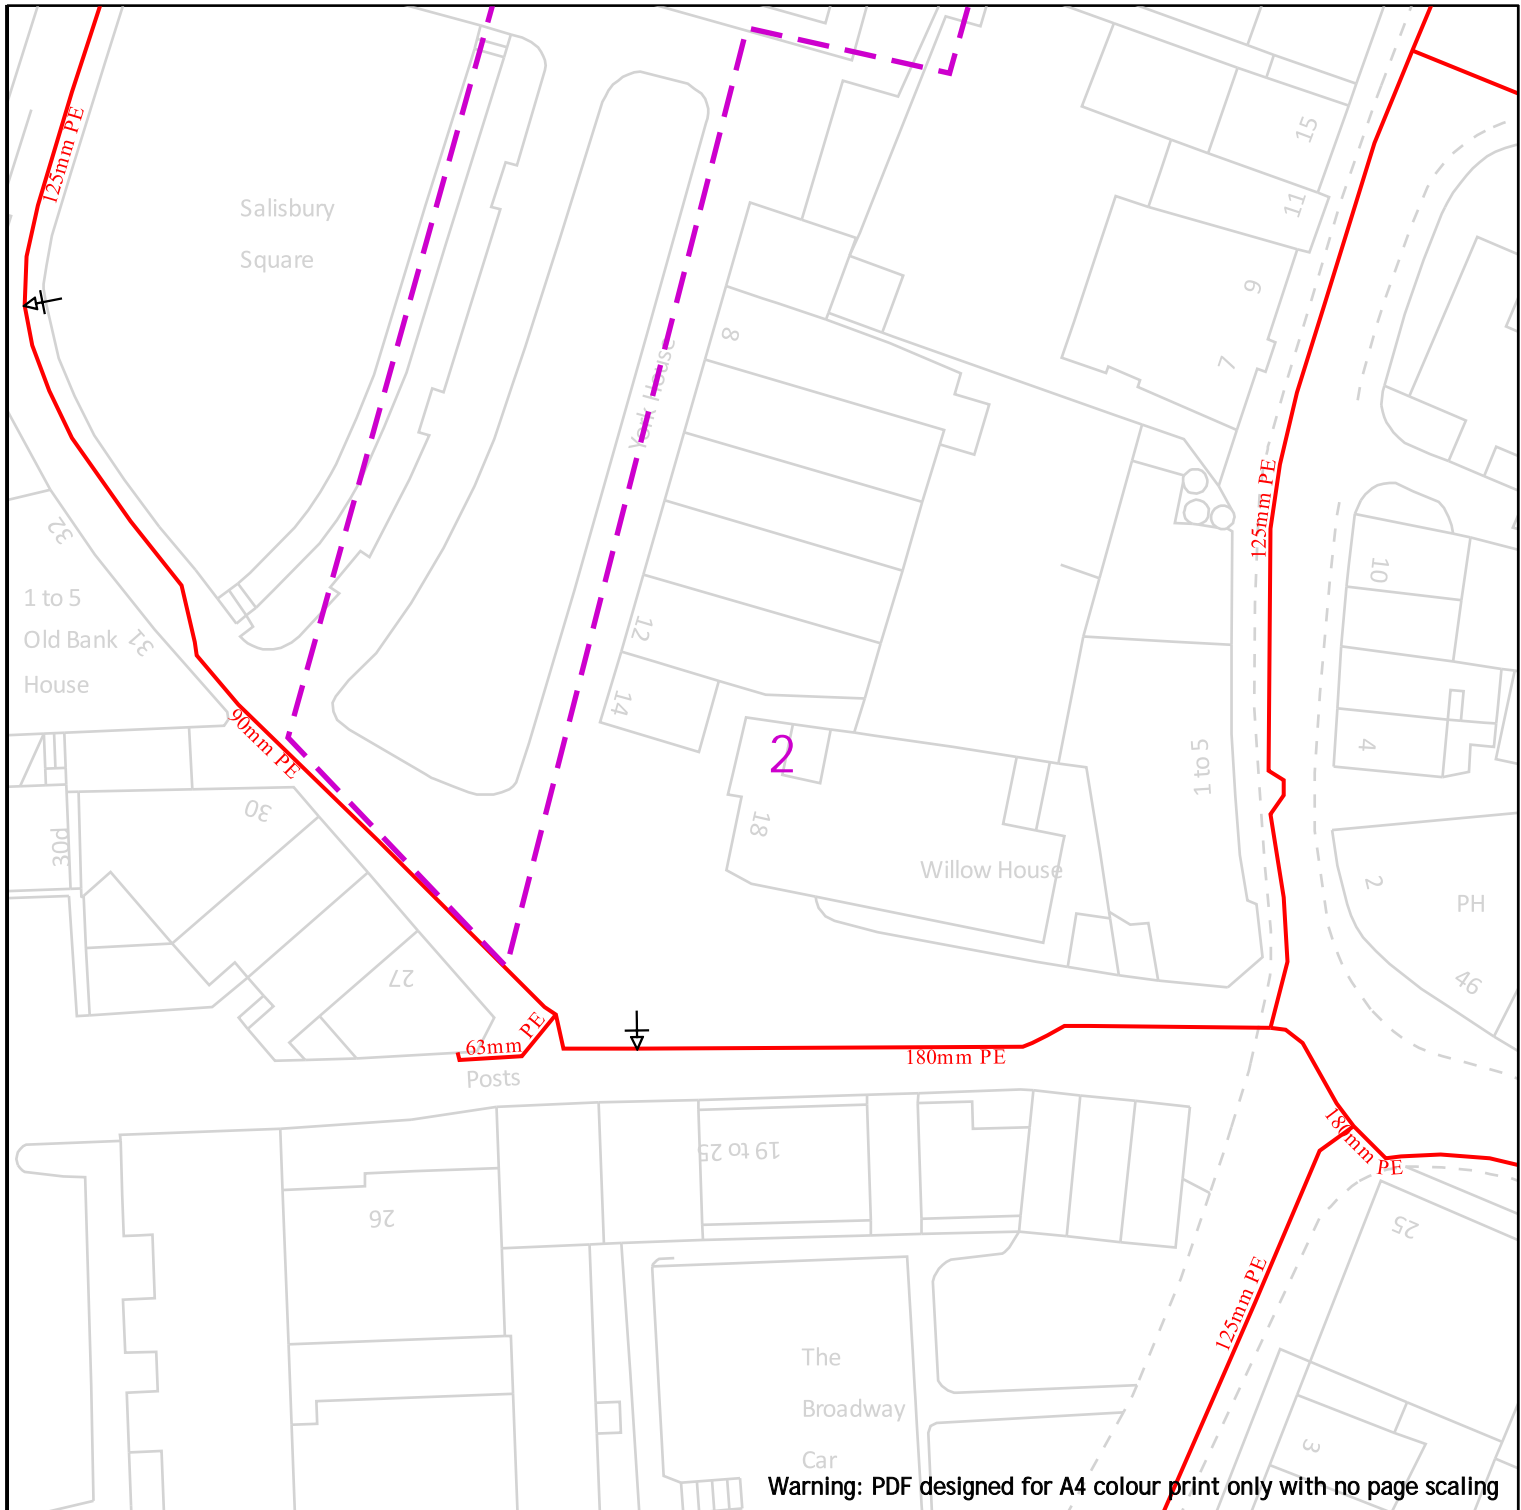 125mm PE
Salisbury
Square
15
11
9
7
8
York House
125mm PE
32
1 to 5
Old Bank
House
31
10
12
14
90mm PE
2
1 to 5
4
30
30d
18
Willow House
2
PH
27
46
63mm PE
Posts
180mm PE
180mm PE
19 to 25
26
25
125mm PE
The
Broadway
Car
3
Warning: PDF designed for A4 colour print only with no page scaling